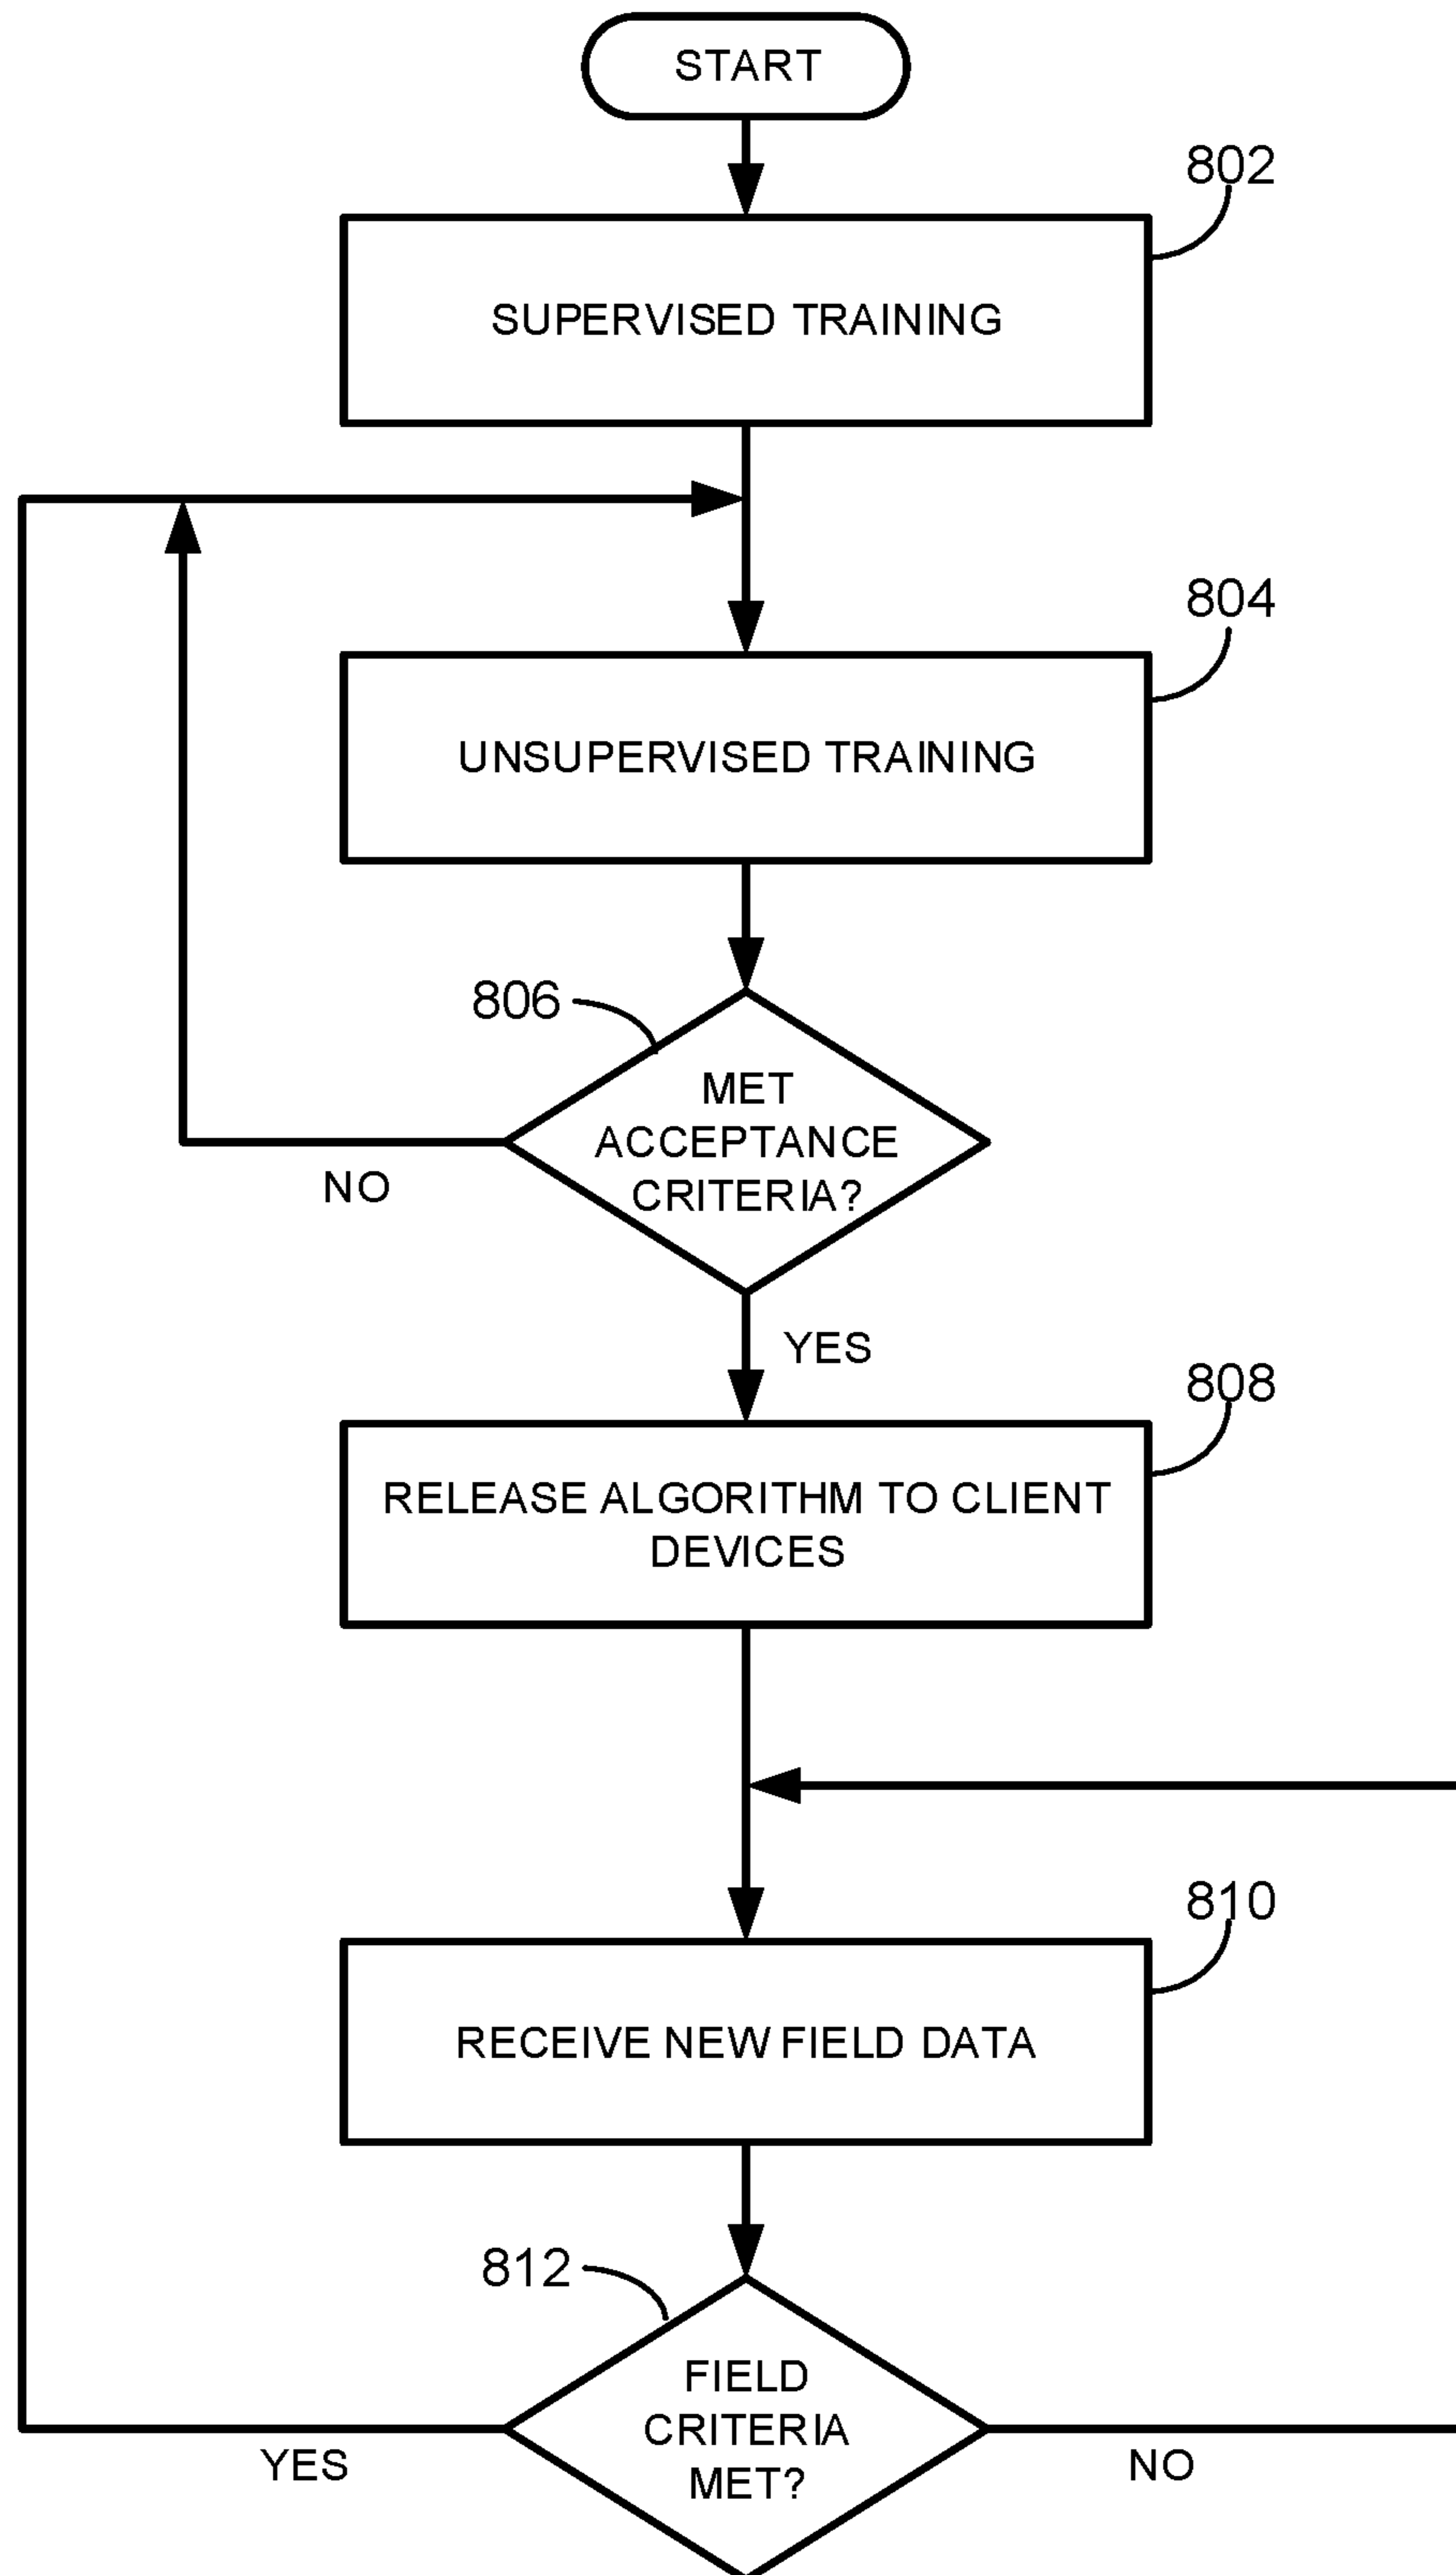 START
802
SUPERVISED TRAINING
804
UNSUPERVISED TRAINING
806
MET
ACCEPTANCE
CRITERIA?
NO
YES
808
RELEASE ALGORITHM TO CLIENT
DEVICES
810
RECEIVE NEW FIELD DATA
812
FIELD
CRITERIA
MET?
YES
NO